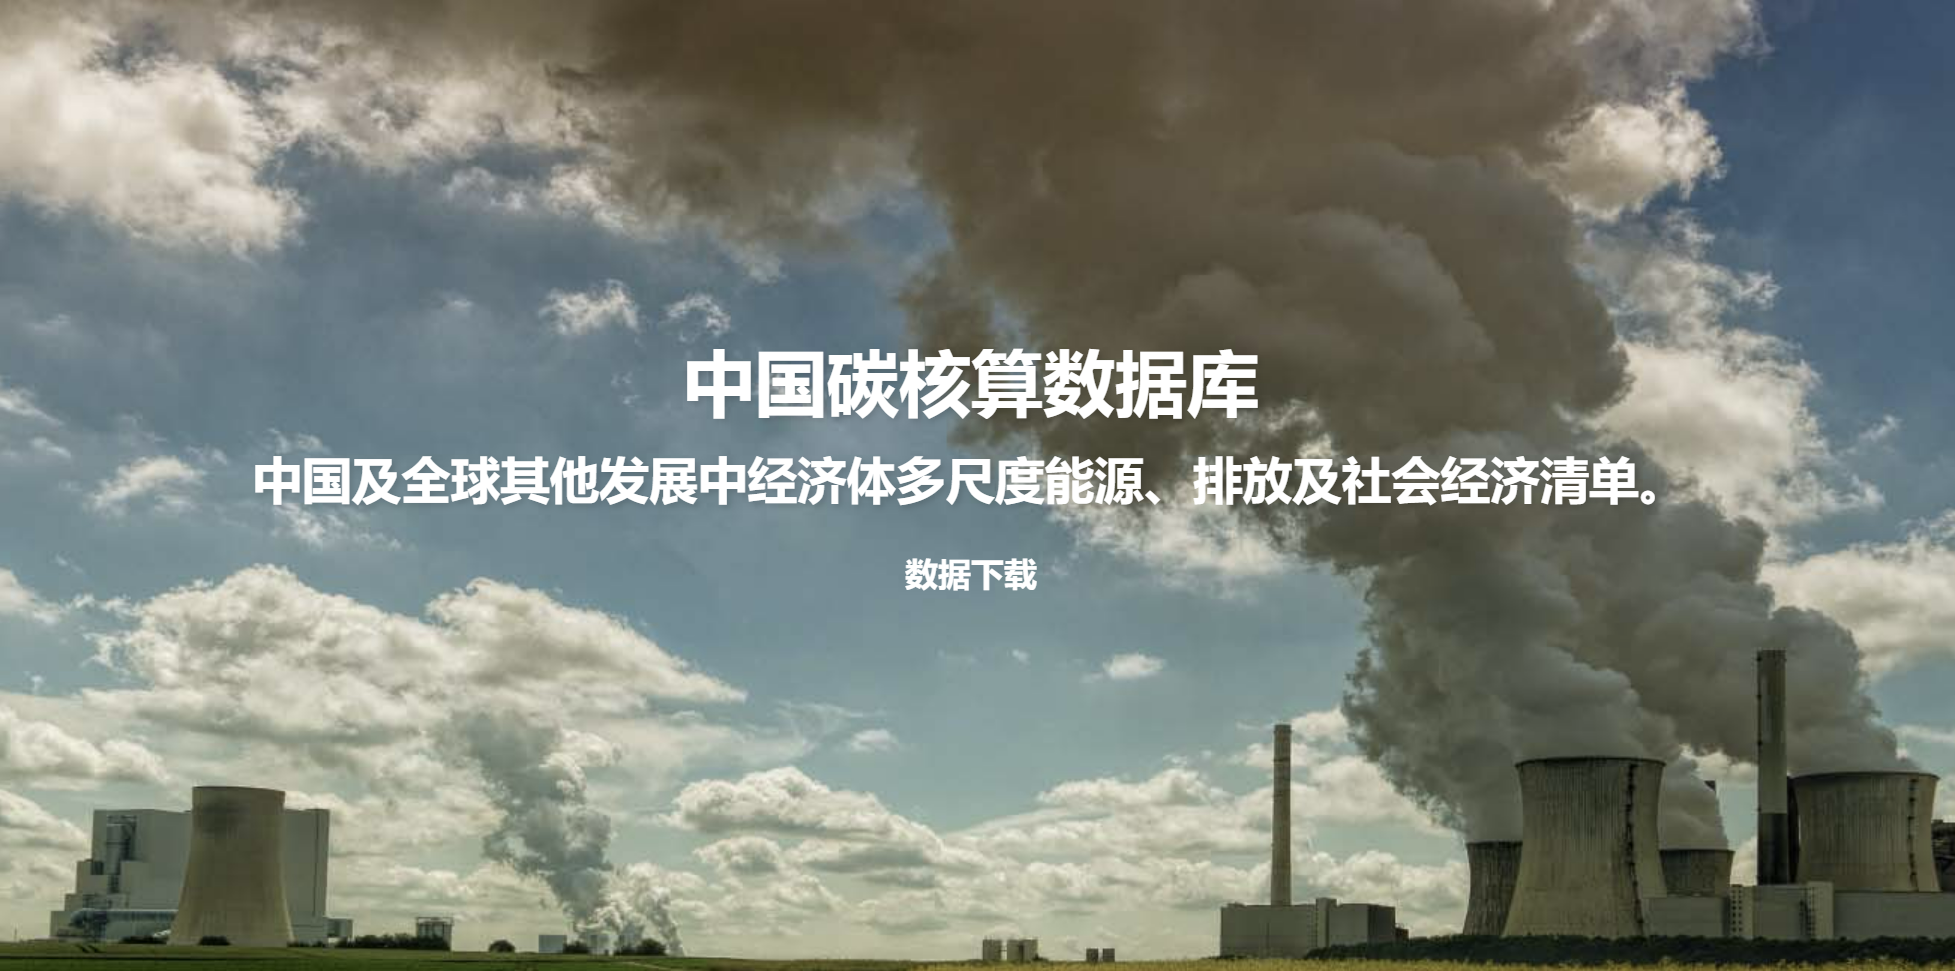 中国碳核算数据库
中国及全球其他发展中经济体多尺度能源、排放及社会经济清单。
数据下载